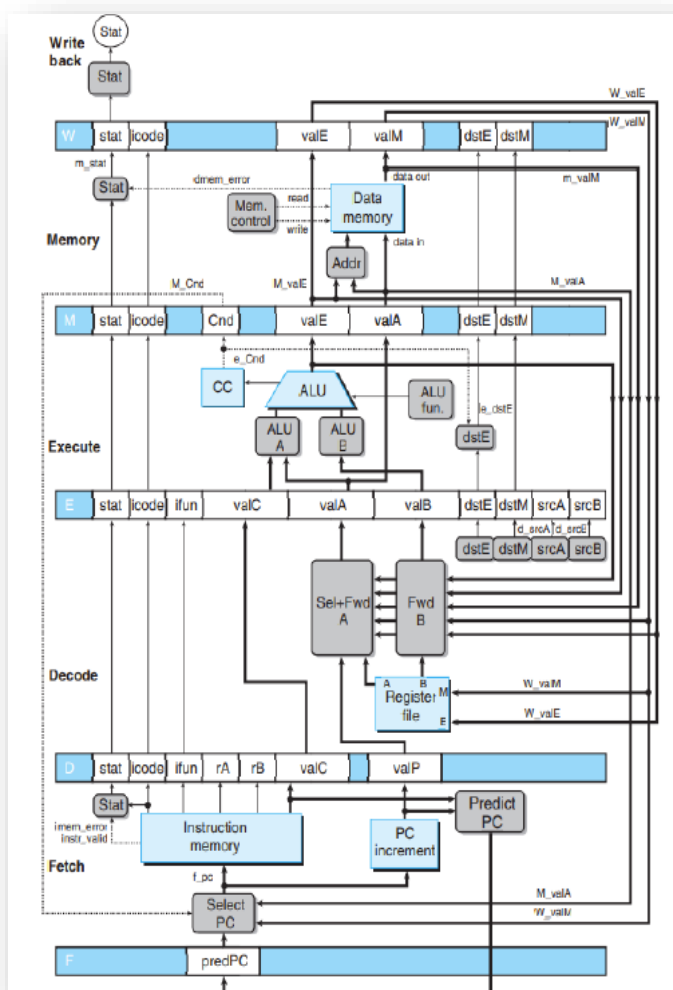 Stat
Write
back
Stat
W_valE
W_valM
W stat icode valE valM dstE dstM
m_stat
Stat
dmem_error
data out
m_valM
read
Mem.
control
Data
memory
write
data in
Memory
Addr
M_Cnd
M_valE
M_valA
M stat icode Cnd valE valA dstE dstM
e_Cnd
CC
ALU
ALU
fun.
e_dstE
ALU
A
ALU
B
dstE
Execute
E stat icode ifun valC valA valB dstE dstM srcA srcB
d_srcA d_srcB
dstE dstM srcA srcB
Sel+Fwd
A
Fwd
B
Decode
A B
M
Register
file
E
W_valM
W_valE
D stat icode ifun rA rB valC valP
Stat
imem_error
instr_valid
Instruction
memory
PC
increment
Predict
PC
Fetch
f_pc
Select
PC
M_valA
W_valM
F predPC